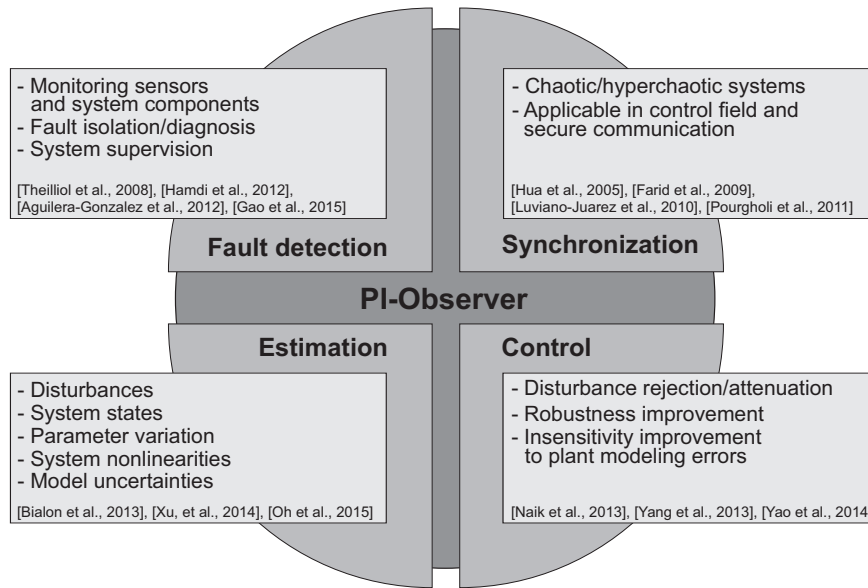 - Monitoring sensors
and system components
- Fault isolation/diagnosis
- System supervision
[Theilliol et al., 2008], [Hamdi et al., 2012],
[Aguilera-Gonzalez et al., 2012], [Gao et al., 2015]
Fault detection
- Chaotic/hyperchaotic systems
- Applicable in control field and
secure communication
[Hua et al., 2005], [Farid et al., 2009],
[Luviano-Juarez et al., 2010], [Pourgholi et al., 2011]
Synchronization
PI-Observer
Estimation
- Disturbances
- System states
- Parameter variation
- System nonlinearities
- Model uncertainties
[Bialon et al., 2013], [Xu, et al., 2014], [Oh et al., 2015]
Control
- Disturbance rejection/attenuation
- Robustness improvement
- Insensitivity improvement
to plant modeling errors
[Naik et al., 2013], [Yang et al., 2013], [Yao et al., 2014